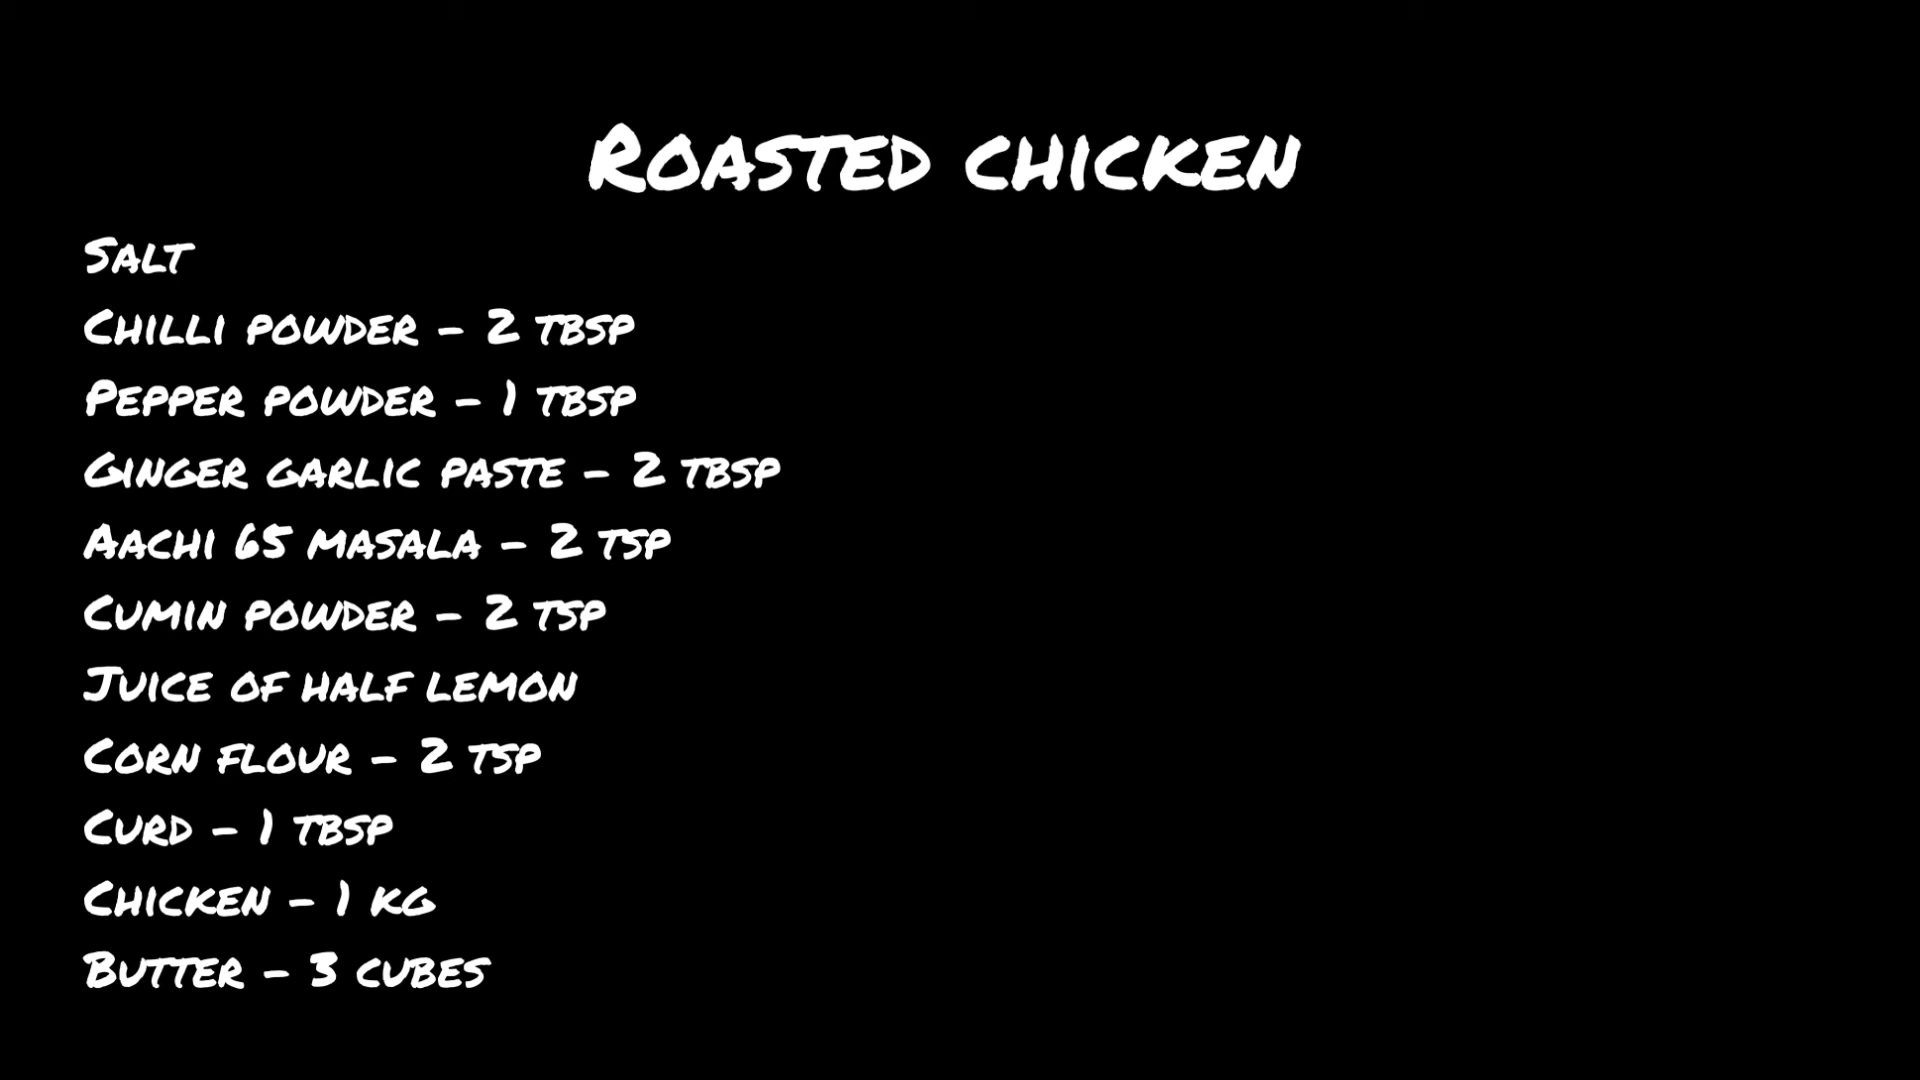 Roasted chicken
Salt
Chilli powder - 2 tbsp
Pepper powder - 1 tbsp
Ginger garlic paste - 2 tbsp
Aachi 65 masala - 2 tsp
Cumin powder - 2 tsp
Juice of half lemon
Corn flour - 2 tsp
Curd - 1 tbsp
Chicken - 1 kg
Butter - 3 cubes